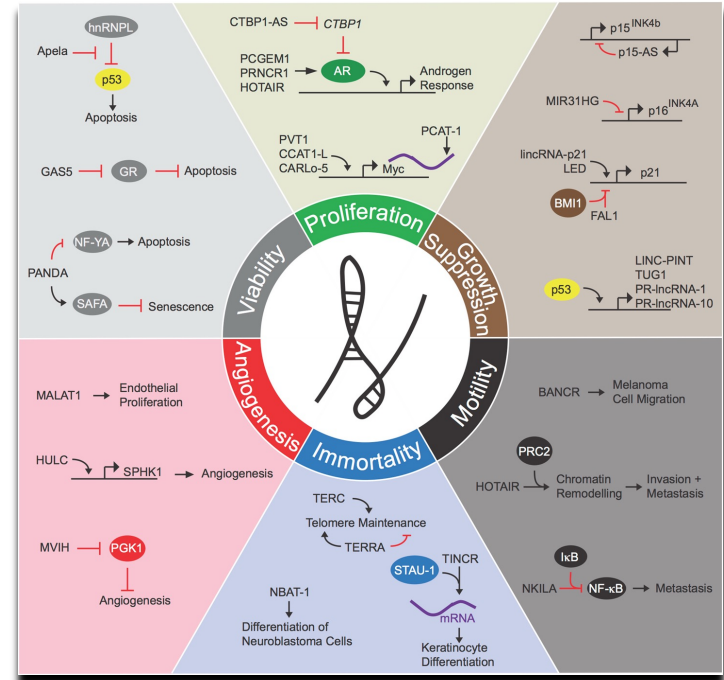 hnRNPL
Apela
p53
Apoptosis
GAS5
GR
Apoptosis
NF-YA
Apoptosis
PANDA
SAFA
Senescence
CTBP1-AS
CTBP1
PCGEM1
PRNCR1
HOTAIR
AR
Androgen
Response
PVT1
CCAT1-L
CARLo-5
Myc
PCAT-1
p15INK4b
p15-AS
MIR31HG
p16INK4A
lincRNA-p21
LED
p21
BMI1
FAL1
p53
LINC-PINT
TUG1
PR-lncRNA-1
PR-lncRNA-10
Viability
Proliferation
Growth
Suppression
Angiogenesis
Immortality
Motility
MALAT1
Endothelial
Proliferation
HULC
SPHK1
Angiogenesis
MVIH
PGK1
Angiogenesis
TERC
Telomere Maintenance
TERRA
STAU-1
TINCR
mRNA
Keratinocyte
Differentiation
NBAT-1
Differentiation of
Neuroblastoma Cells
BANCR
Melanoma
Cell Migration
PRC2
HOTAIR
Chromatin
Remodelling
Invasion +
Metastasis
IκB
NKILA
NF-κB
Metastasis